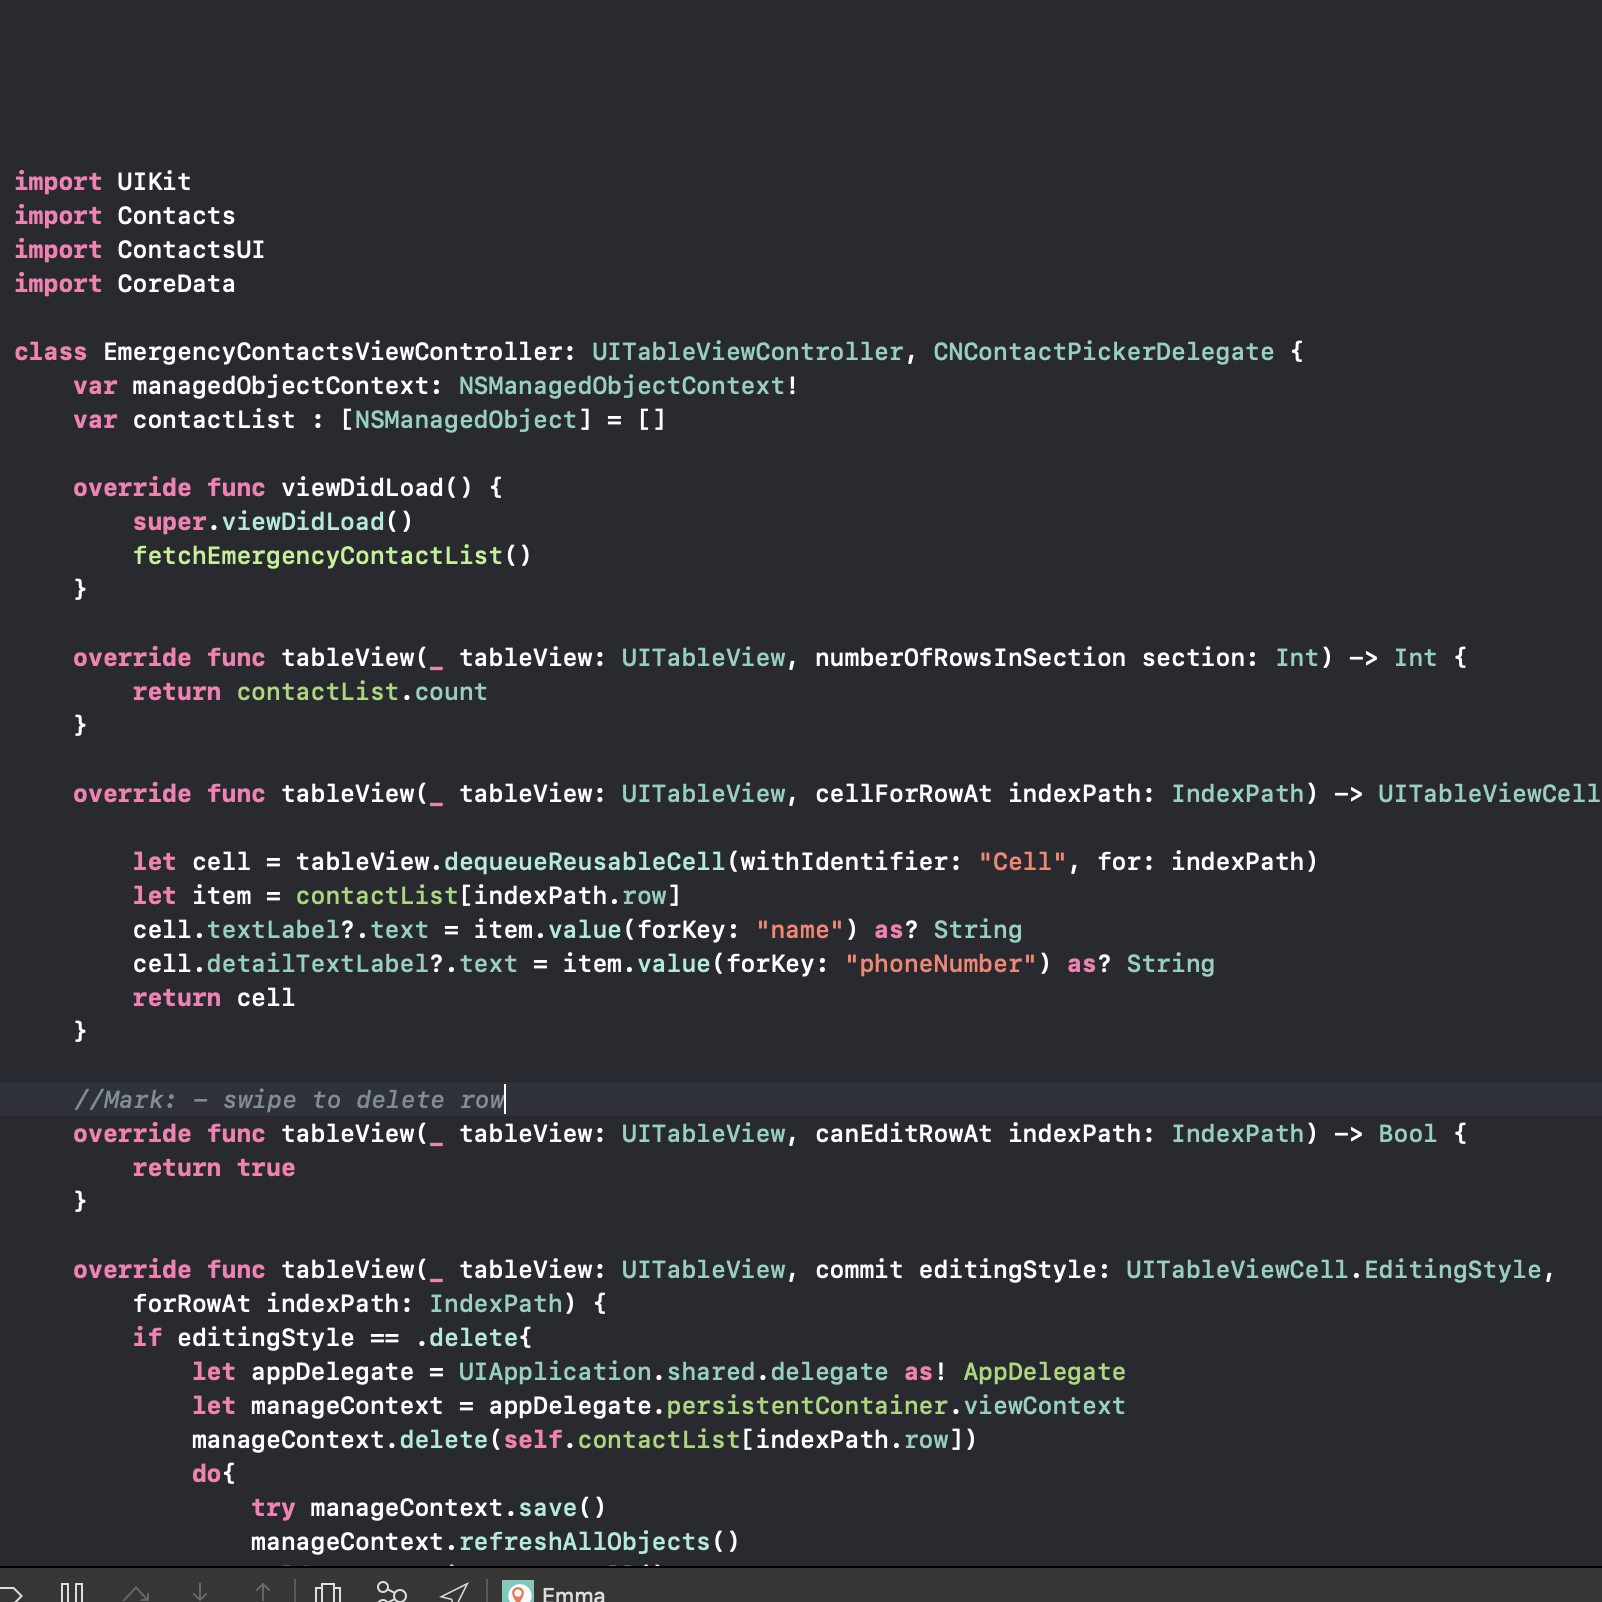 import UIKit
import Contacts
import ContactsUI
import CoreData
class EmergencyContactsViewController: UITableViewController, CNContactPickerDelegate {
var managedObjectContext: NSManagedObjectContext!
var contactList : [NSManagedObject] = []
override func viewDidLoad() {
super.viewDidLoad()
fetchEmergencyContactList()
}
override func tableView(_ tableView: UITableView, numberOfRowsInSection section: Int) -> Int {
return contactList.count
}
override func tableView(_ tableView: UITableView, cellForRowAt indexPath: IndexPath) -> UITableViewCell
let cell = tableView.dequeueReusableCell(withIdentifier: "Cell", for: indexPath)
let item = contactList[indexPath.row]
cell.textLabel?.text = item.value(forKey: "name") as? String
cell.detailTextLabel?.text = item.value(forKey: "phoneNumber") as? String
return cell
}
//Mark: - swipe to delete row
override func tableView(_ tableView: UITableView, canEditRowAt indexPath: IndexPath) -> Bool {
return true
}
override func tableView(_ tableView: UITableView, commit editingStyle: UITableViewCell.EditingStyle,
forRowAt indexPath: IndexPath) {
if editingStyle == .delete{
let appDelegate = UIApplication.shared.delegate as! AppDelegate
let manageContext = appDelegate.persistentContainer.viewContext
manageContext.delete(self.contactList[indexPath.row])
do{
try manageContext.save()
manageContext.refreshAllObjects()
Emma